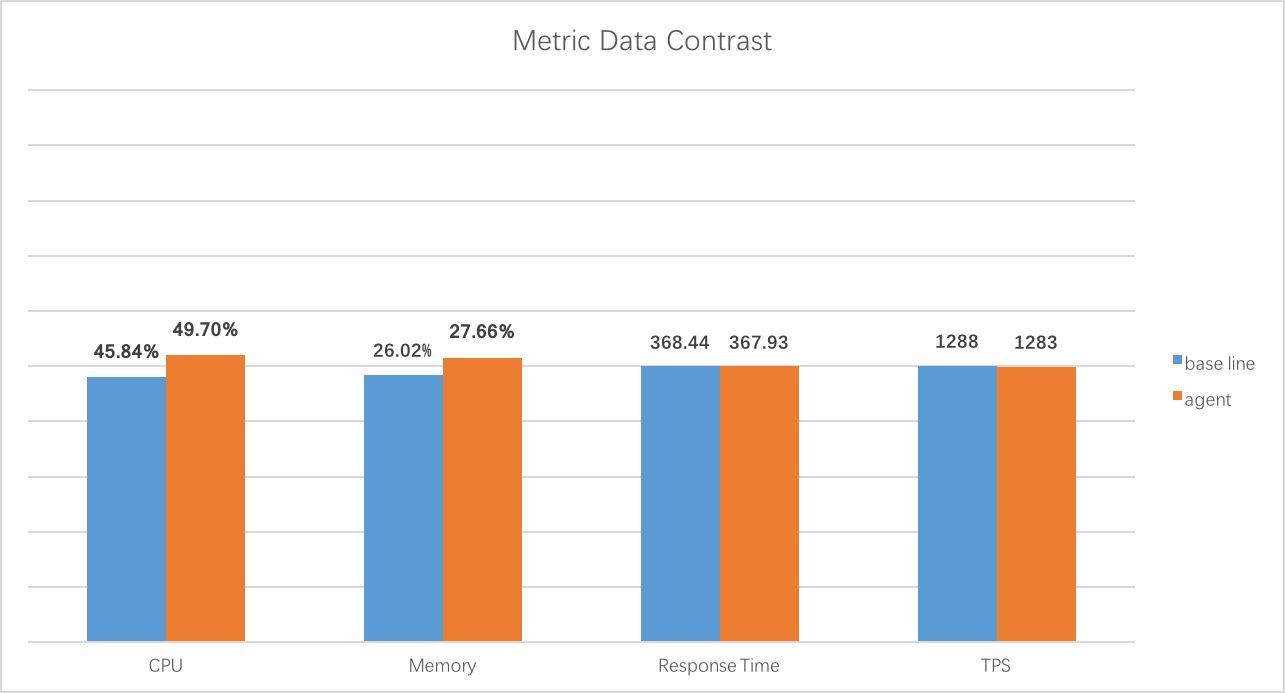 Metric Data Contrast
45.84%
49.70%
26.02%
27.66%
368.44
367.93
1288
1283
base line
agent
CPU
Memory
Response Time
TPS